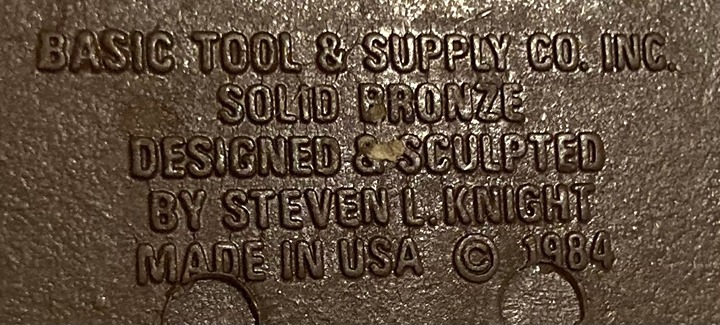 BASIC TOOL & SUPPLY CO. INC.
SOLID BRONZE
DESIGNED & SCULPTED
BY STEVEN L. KNIGHT
MADE IN USA © 1984